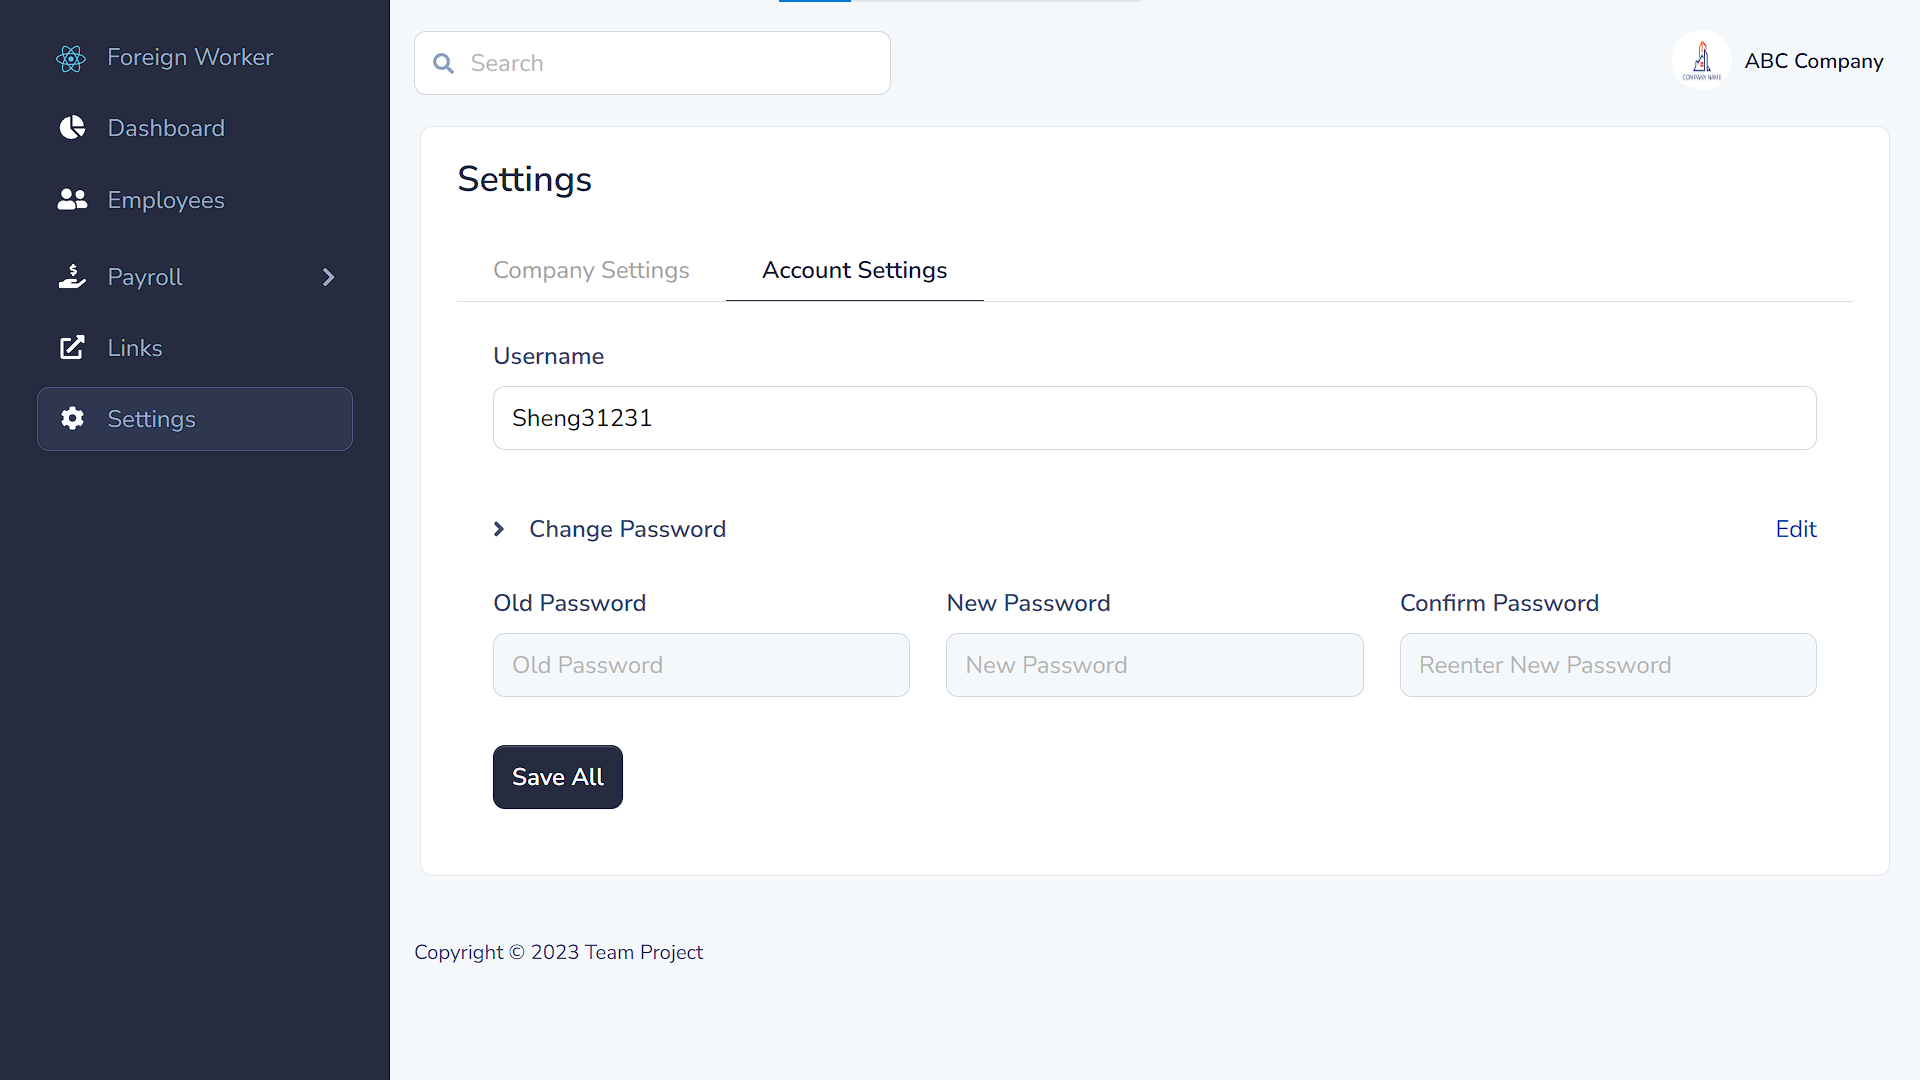 Foreign Worker
Dashboard
Employees
Payroll
Links
Settings
Search
COMPANY NAME
ABC Company
Settings
Company Settings
Account Settings
Username
Sheng31231
Change Password
Edit
Old Password
New Password
Confirm Password
Old Password
New Password
Reenter New Password
Save All
Copyright © 2023 Team Project